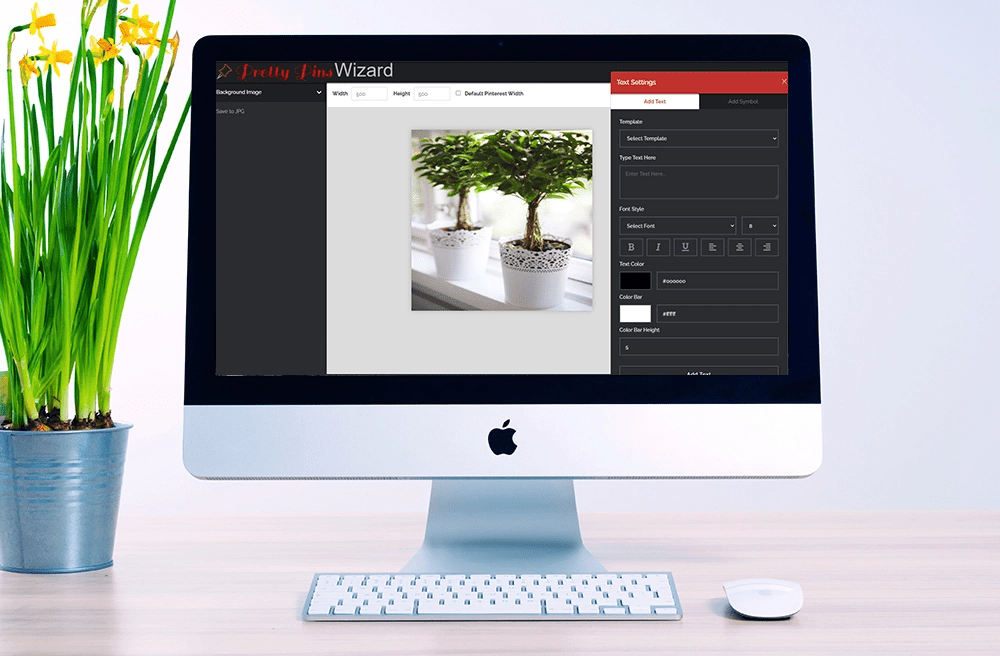 Pretty Pins Wizard
Background Image
Save to JPG
Width 500 Height 500 Default Pinterest Width
Text Settings ×
Add Text Add Symbol
Template
Select Template
Type Text Here
Enter Text Here...
Font Style
Select Font 8
B I U
Text Color
#000000
Color Bar
#ffffff
Color Bar Height
5
Add Text